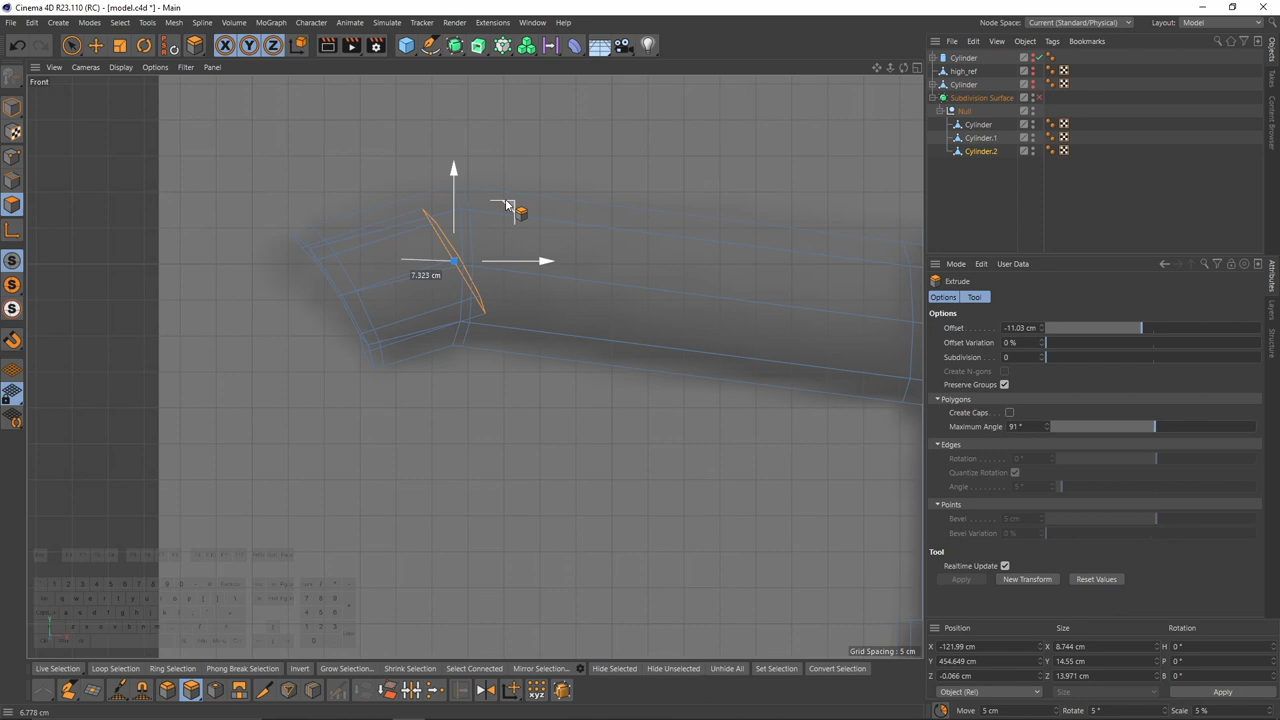 Cinema 4D R23.110 (RC) - [model.c4d *] - Main
File Edit Create Modes Select Tools Mesh Spline Volume MoGraph Character Animate Simulate Tracker Render Extensions Window Help
Node Space: Current (Standard/Physical) Layout: Model
X Y Z
File Edit View Object Tags Bookmarks
View Cameras Display Options Filter Panel
Front
Cylinder
high_ref
Cylinder
Subdivision Surface
Null
Cylinder
Cylinder.1
Cylinder.2
Objects
Takes
Content Browser
7.323 cm
Mode Edit User Data
Extrude
Options Tool
Options
Offset . . . . . . . -11.03 cm
Offset Variation 0 %
Subdivision . . . 0
Create N-gons
Preserve Groups
Polygons
Create Caps. . .
Maximum Angle 91 °
Edges
Rotation . . . . . . 0 °
Quantize Rotation
Angle . . . . . . . . 5 °
Points
Bevel . . . . . . . . 5 cm
Bevel Variation 0 %
Tool
Realtime Update
Apply New Transform Reset Values
Attributes
Layers
Structure
Grid Spacing : 5 cm
Live Selection Loop Selection Ring Selection Phong Break Selection Invert Grow Selection... Shrink Selection Select Connected Mirror Selection... Hide Selected Hide Unselected Unhide All Set Selection Convert Selection
Position Size Rotation
X -121.99 cm X 8.744 cm H 0 °
Y 454.649 cm Y 14.55 cm P 0 °
Z -0.066 cm Z 13.971 cm B 0 °
Object (Rel) Size Apply
Move 5 cm Rotate 5 ° Scale 5 %
6.778 cm